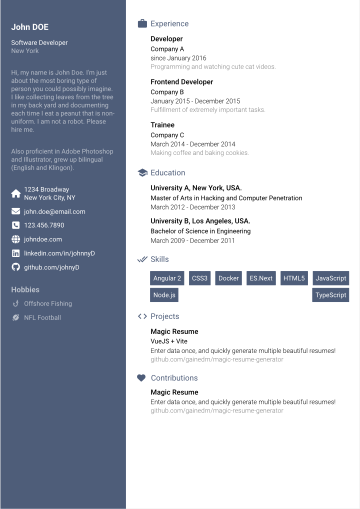 John DOE
Software Developer
New York
Hi, my name is John Doe. I'm just
about the most boring type of
person you could possibly imagine.
I like collecting leaves from the tree
in my back yard and documenting
each time I eat a peanut that is non-
uniform. I am not a robot. Please
hire me.
Also proficient in Adobe Photoshop
and Illustrator, grew up bilingual
(English and Klingon).
1234 Broadway
New York City, NY
john.doe@email.com
123.456.7890
johndoe.com
linkedin.com/in/johnnyD
github.com/johnyD
Hobbies
Offshore Fishing
NFL Football
Experience
Developer
Company A
since January 2016
Programming and watching cute cat videos.
Frontend Developer
Company B
January 2015 - December 2015
Fulfillment of extremely important tasks.
Trainee
Company C
March 2014 - December 2014
Making coffee and baking cookies.
Education
University A, New York, USA.
Master of Arts in Hacking and Computer Penetration
March 2012 - December 2013
University B, Los Angeles, USA.
Bachelor of Science in Engineering
March 2009 - December 2011
Skills
Angular 2 CSS3 Docker ES.Next HTML5 JavaScript
Node.js TypeScript
Projects
Magic Resume
VueJS + Vite
Enter data once, and quickly generate multiple beautiful resumes!
github.com/gainedm/magic-resume-generator
Contributions
Magic Resume
Enter data once, and quickly generate multiple beautiful resumes!
github.com/gainedm/magic-resume-generator